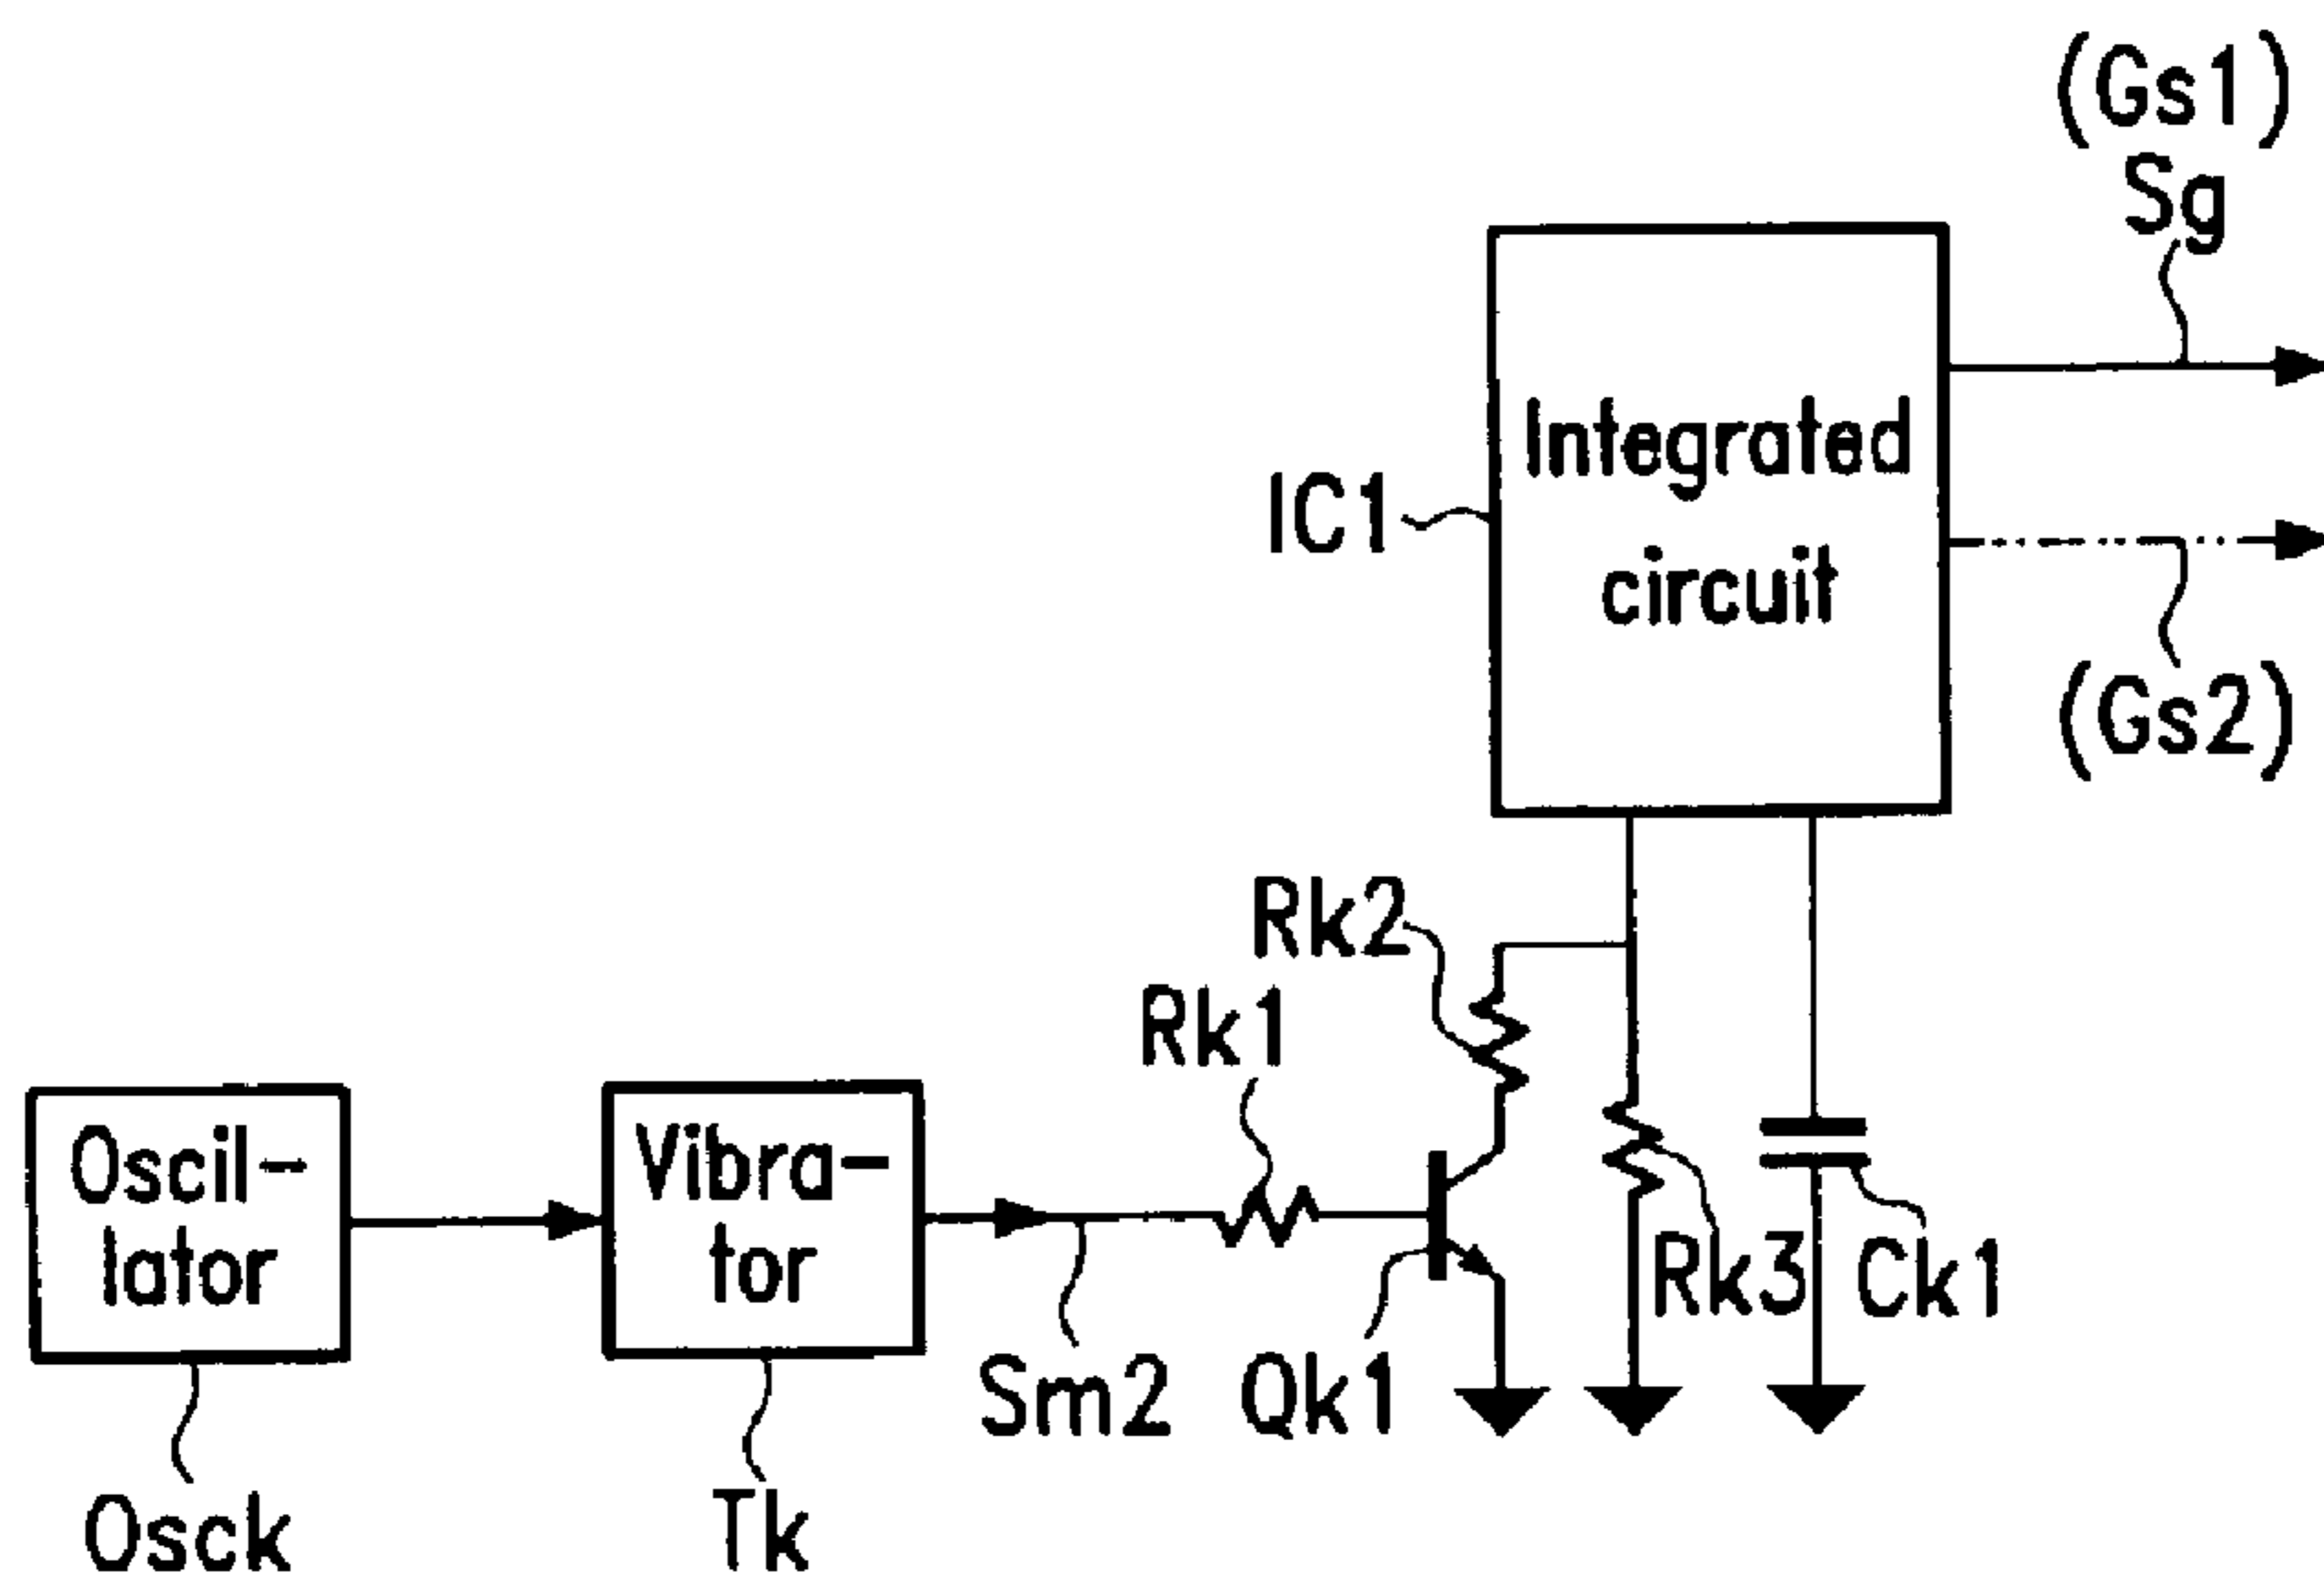 (Gs1)
Sg
Integrated
circuit
IC1
(Gs2)
Rk2
Rk1
Oscil-
lator
Vibra-
tor
Rk3
Ck1
Sm2
Qk1
Osck
Tk